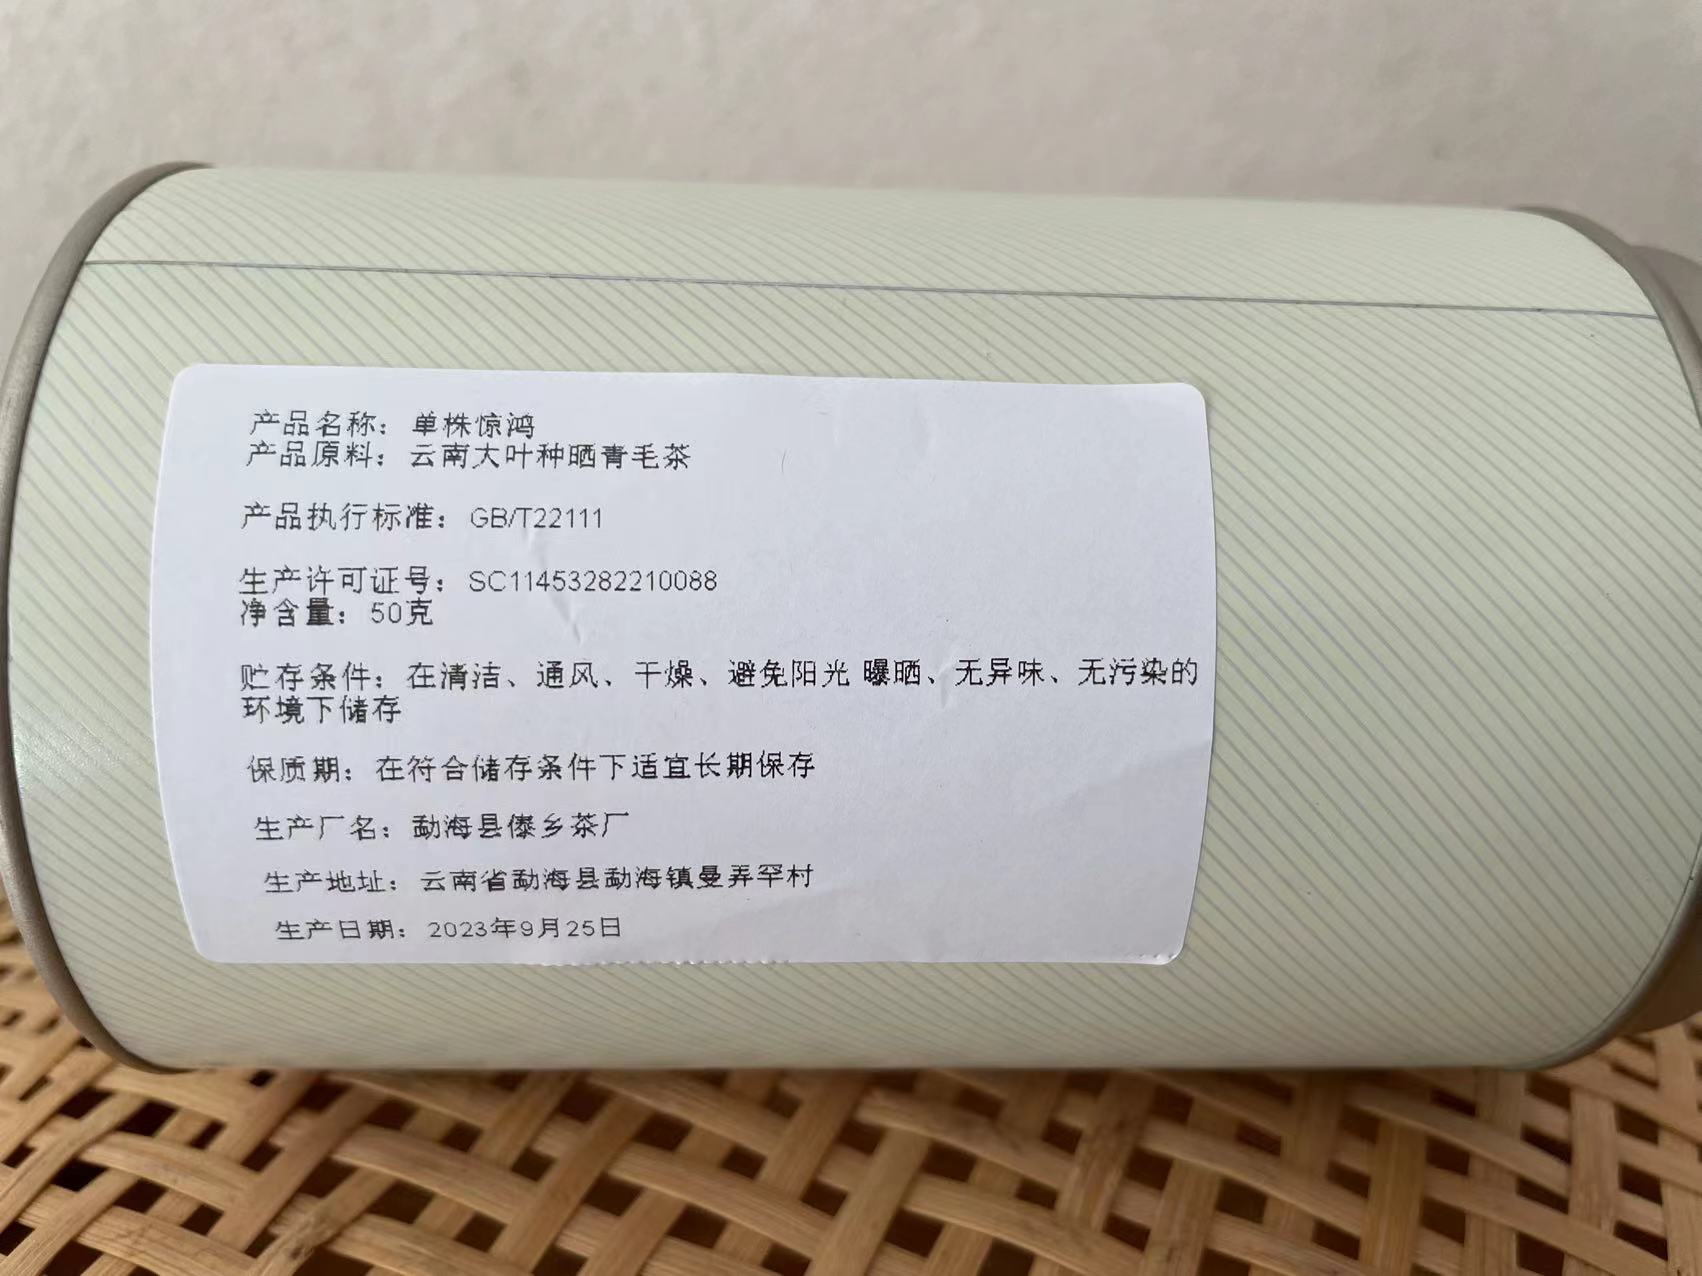 产品名称：单株惊鸿
产品原料：云南大叶种晒青毛茶
产品执行标准：GB/T22111
生产许可证号：SC11453282210088
净含量：50克
贮存条件：在清洁、通风、干燥、避免阳光 曝晒、无异味、无污染的
环境下储存
保质期：在符合储存条件下适宜长期保存
生产厂名：勐海县傣乡茶厂
生产地址：云南省勐海县勐海镇曼弄罕村
生产日期：2023年9月25日